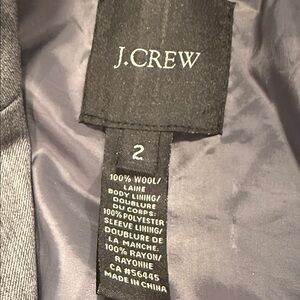 J.CREW
2
100% WOOL/
LAINE
BODY LINING/
DOUBLURE
DU CORPS:
100% POLYESTER
SLEEVE LINING/
DOUBLURE DE
LA MANCHE:
100% RAYON/
RAYONNE
CA #56445
MADE IN CHINA